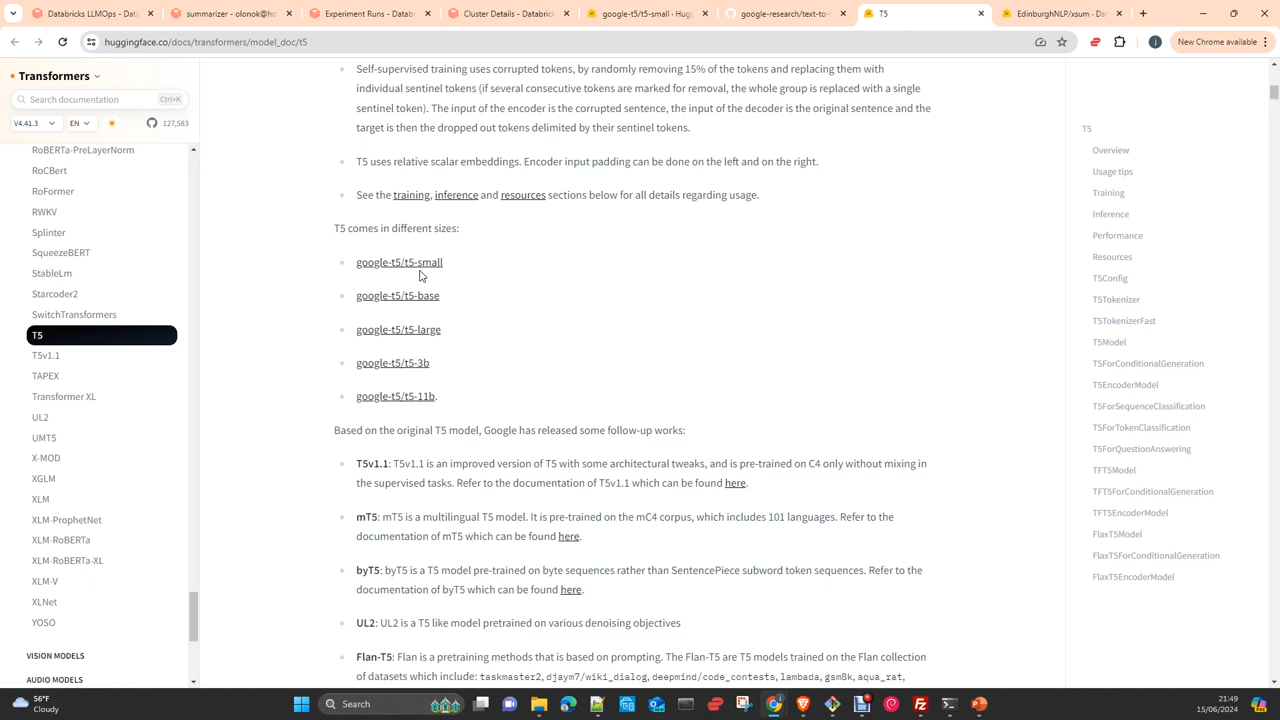 Databricks LLMOps - Databas
summarizer - olonok@ho
Experiment Runs - Databric
Cluster Details - Databrick
google-t5/t5-small · Hugg
google-research/text-to-t
T5
EdinburghNLP/xsum · Da
huggingface.co/docs/transformers/model_doc/t5
New Chrome available
Transformers
Search documentation
Ctrl+K
V4.41.3
EN
127,583
RoBERTa-PreLayerNorm
RoCBert
RoFormer
RWKV
Splinter
SqueezeBERT
StableLm
Starcoder2
SwitchTransformers
T5
T5v1.1
TAPEX
Transformer XL
UL2
UMT5
X-MOD
XGLM
XLM
XLM-ProphetNet
XLM-RoBERTa
XLM-RoBERTa-XL
XLM-V
XLNet
YOSO
VISION MODELS
AUDIO MODELS
Self-supervised training uses corrupted tokens, by randomly removing 15% of the tokens and replacing them with
individual sentinel tokens (if several consecutive tokens are marked for removal, the whole group is replaced with a single
sentinel token). The input of the encoder is the corrupted sentence, the input of the decoder is the original sentence and the
target is then the dropped out tokens delimited by their sentinel tokens.
T5 uses relative scalar embeddings. Encoder input padding can be done on the left and on the right.
See the training, inference and resources sections below for all details regarding usage.
T5 comes in different sizes:
google-t5/t5-small
google-t5/t5-base
google-t5/t5-large
google-t5/t5-3b
google-t5/t5-11b.
Based on the original T5 model, Google has released some follow-up works:
T5v1.1: T5v1.1 is an improved version of T5 with some architectural tweaks, and is pre-trained on C4 only without mixing in
the supervised tasks. Refer to the documentation of T5v1.1 which can be found here.
mT5: mT5 is a multilingual T5 model. It is pre-trained on the mC4 corpus, which includes 101 languages. Refer to the
documentation of mT5 which can be found here.
byT5: byT5 is a T5 model pre-trained on byte sequences rather than SentencePiece subword token sequences. Refer to the
documentation of byT5 which can be found here.
UL2: UL2 is a T5 like model pretrained on various denoising objectives
Flan-T5: Flan is a pretraining methods that is based on prompting. The Flan-T5 are T5 models trained on the Flan collection
of datasets which include: taskmaster2, djaym7/wiki_dialog, deepmind/code_contests, lambada, gsm8k, aqua_rat,
T5
Overview
Usage tips
Training
Inference
Performance
Resources
T5Config
T5Tokenizer
T5TokenizerFast
T5Model
T5ForConditionalGeneration
T5EncoderModel
T5ForSequenceClassification
T5ForTokenClassification
T5ForQuestionAnswering
TFT5Model
TFT5ForConditionalGeneration
TFT5EncoderModel
FlaxT5Model
FlaxT5ForConditionalGeneration
FlaxT5EncoderModel
56°F
Cloudy
Search
21:49
15/06/2024